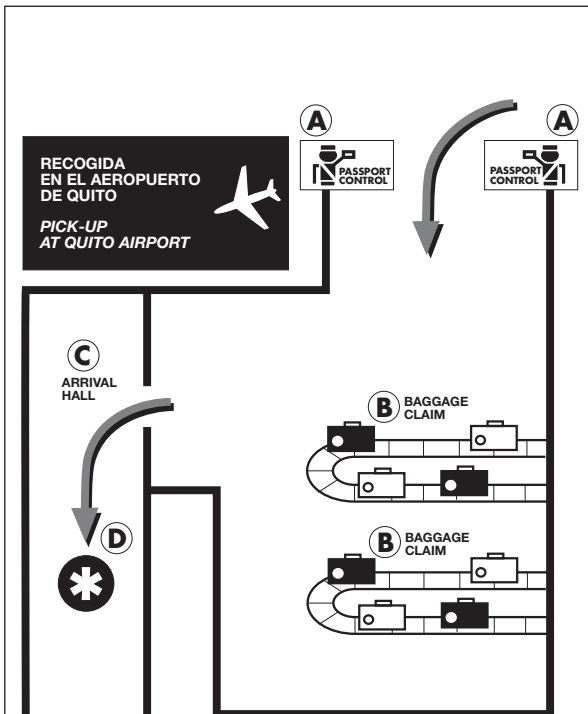 A
A
PASSPORT
CONTROL
PASSPORT
CONTROL
RECOGIDA
EN EL AEROPUERTO
DE QUITO
PICK-UP
AT QUITO AIRPORT
C
ARRIVAL
HALL
B
BAGGAGE
CLAIM
D
B
BAGGAGE
CLAIM